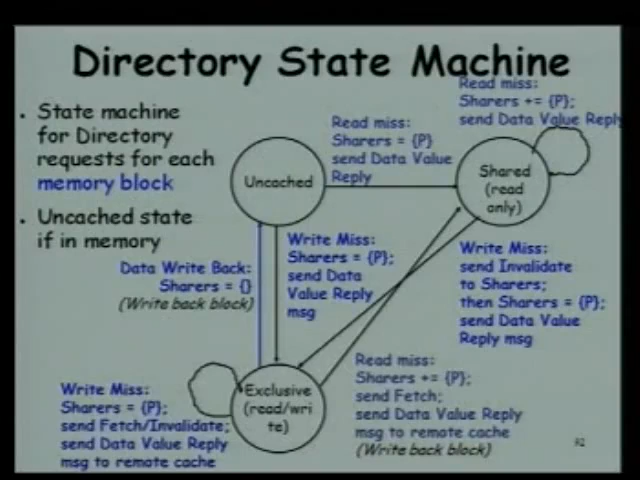 Directory State Machine
. State machine
for Directory
requests for each
memory block
. Uncached state
if in memory
Read miss:
Sharers = {P}
send Data Value
Reply
Read miss:
Sharers += {P};
send Data Value Reply
Uncached
Shared
(read
only)
Data Write Back:
Sharers = {}
(Write back block)
Write Miss:
Sharers = {P};
send Data
Value Reply
msg
Write Miss:
send Invalidate
to Sharers;
then Sharers = {P};
send Data Value
Reply msg
Write Miss:
Sharers = {P};
send Fetch/Invalidate;
send Data Value Reply
msg to remote cache
Exclusive
(read/wri
te)
Read miss:
Sharers += {P};
send Fetch;
send Data Value Reply
msg to remote cache
(Write back block)